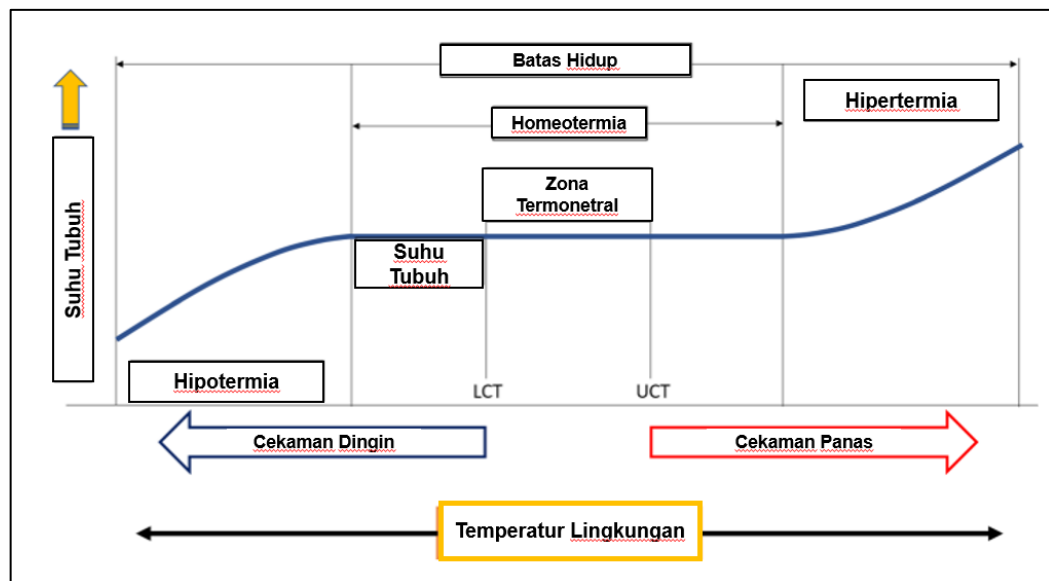 Batas Hidup
Hipertermia
Homeotermia
Zona
Termonetral
Suhu Tubuh
Suhu
Tubuh
Hipotermia
LCT
UCT
Cekaman Dingin
Cekaman Panas
Temperatur Lingkungan